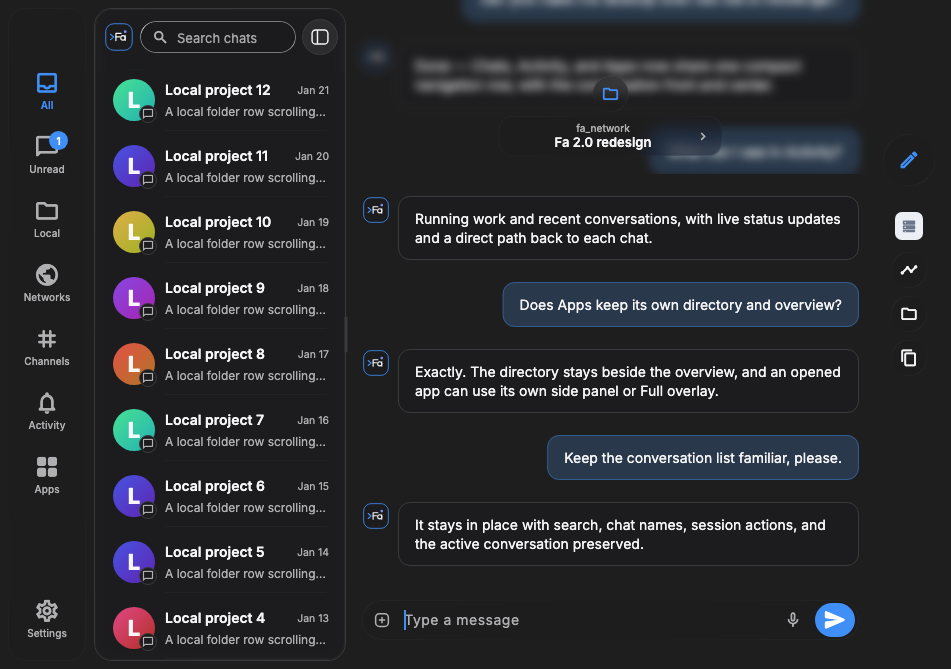 All
1
Unread
Local
Networks
Channels
Activity
Apps
Settings
>Fa
Search chats
L
Local project 12
Jan 21
A local folder row scrolling...
L
Local project 11
Jan 20
A local folder row scrolling...
L
Local project 10
Jan 19
A local folder row scrolling...
L
Local project 9
Jan 18
A local folder row scrolling...
L
Local project 8
Jan 17
A local folder row scrolling...
L
Local project 7
Jan 16
A local folder row scrolling...
L
Local project 6
Jan 15
A local folder row scrolling...
L
Local project 5
Jan 14
A local folder row scrolling...
L
Local project 4
Jan 13
A local folder row scrolling...
fa_network
Fa 2.0 redesign
>Fa
Running work and recent conversations, with live status updates
and a direct path back to each chat.
Does Apps keep its own directory and overview?
>Fa
Exactly. The directory stays beside the overview, and an opened
app can use its own side panel or Full overlay.
Keep the conversation list familiar, please.
>Fa
It stays in place with search, chat names, session actions, and
the active conversation preserved.
Type a message